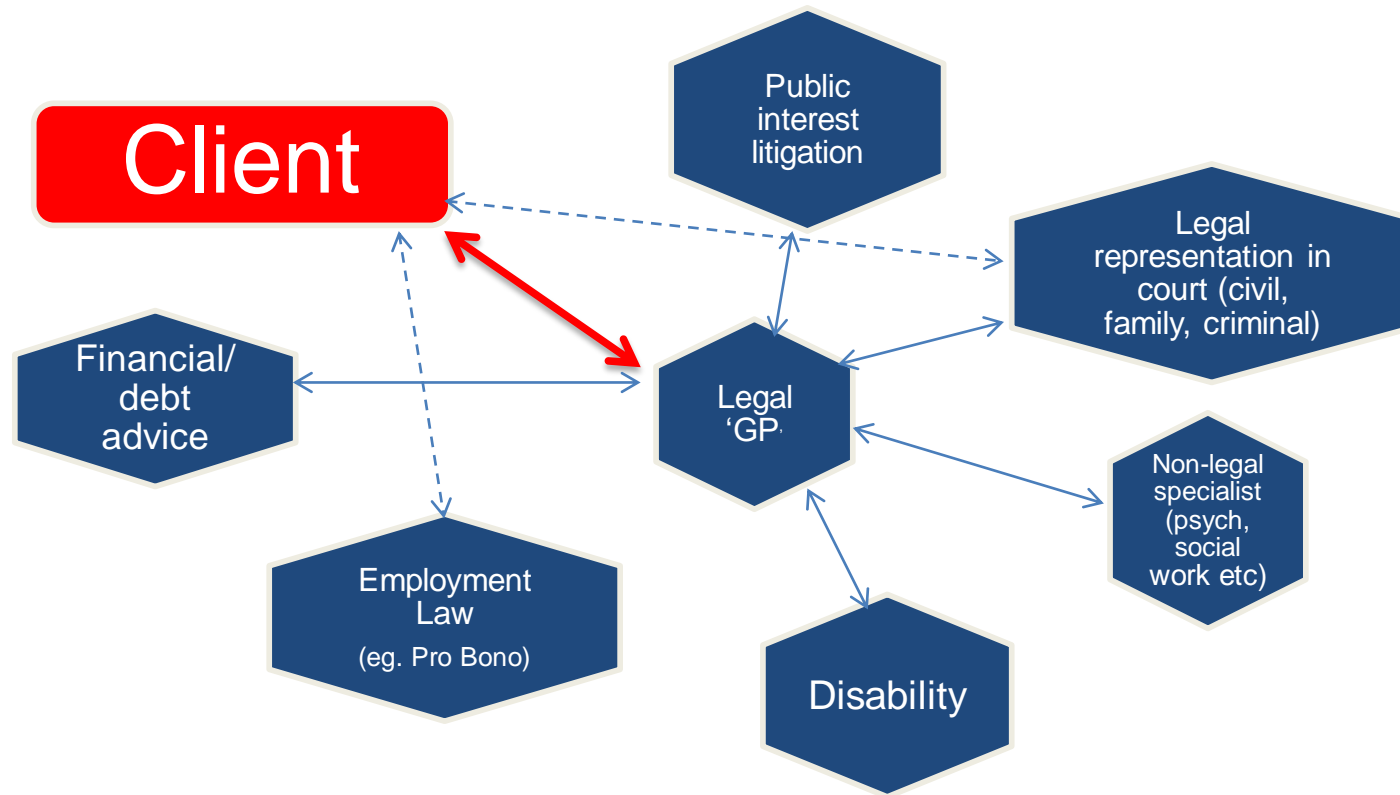 Client
Public
interest
litigation
Legal
representation in
court (civil,
family, criminal)
Financial/
debt
advice
Legal
‘GP’
Non-legal
specialist
(psych,
social
work etc)
Employment
Law
(eg. Pro Bono)
Disability